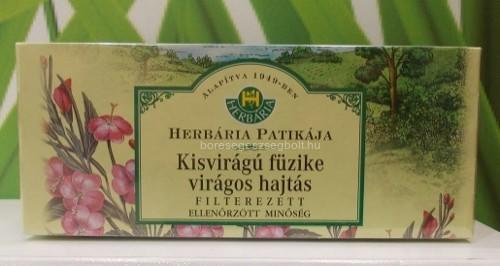 ALAPÍTVA 1949-BEN
HERBÁRIA
HERBÁRIA PATIKÁJA
boresegeszsegbolt.hu
Kisvirágú füzike
virágos hajtás
FILTEREZETT
ELLENŐRZÖTT MINŐSÉG